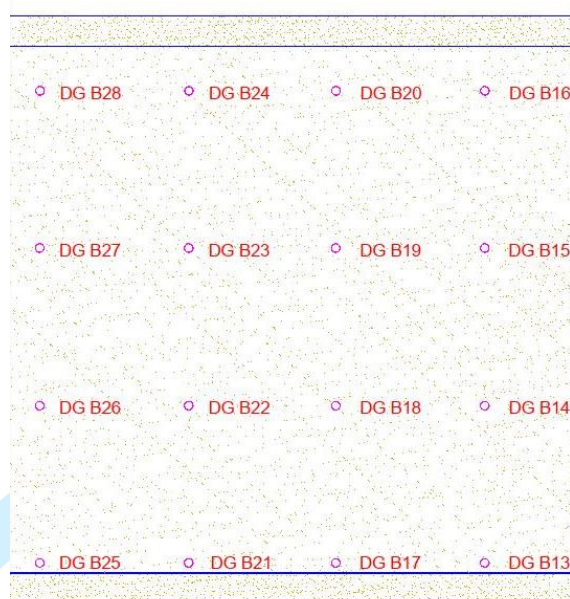 DG B28 DG B24 DG B20 DG B16
DG B27 DG B23 DG B19 DG B15
DG B26 DG B22 DG B18 DG B14
DG B25 DG B21 DG B17 DG B13